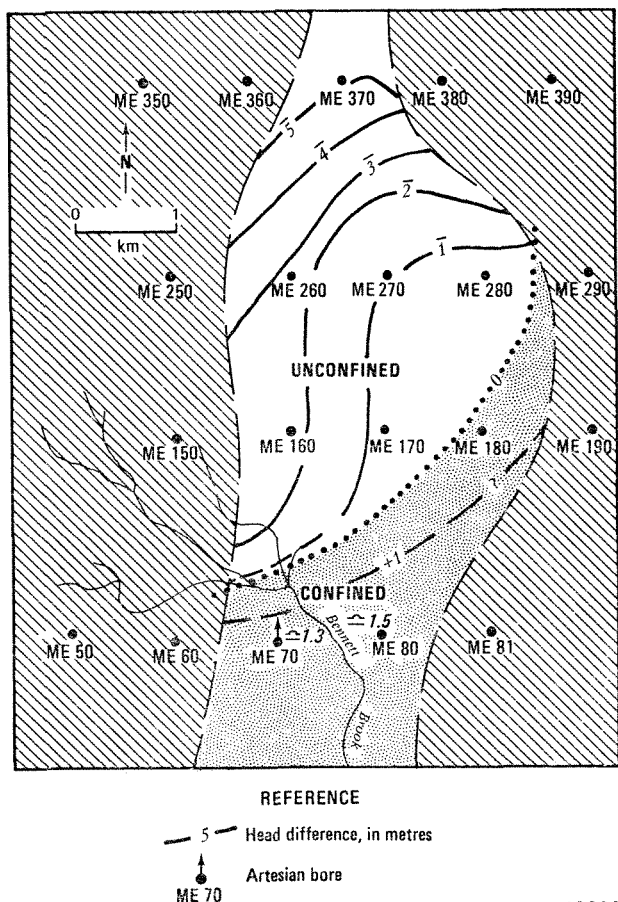 ME 350 ME 360 ME 370 ME 380 ME 390
N
5
4
3
2
1
0 1
km
ME 250 ME 260 ME 270 ME 280 ME 290
0
UNCONFINED
ME 150 ME 160 ME 170 ME 180 ME 190
?
+1
CONFINED
≏1.3 ≏1.5
ME 50 ME 60 ME 70 ME 80 ME 81
Bennett
Brook
REFERENCE
5 Head difference, in metres
ME 70 Artesian bore